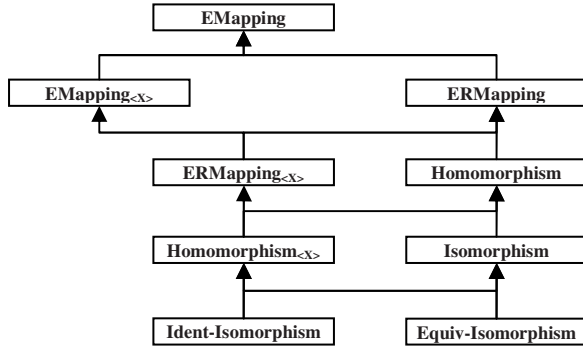 EMapping
EMapping<X>
ERMapping
ERMapping<X>
Homomorphism
Homomorphism<X>
Isomorphism
Ident-Isomorphism
Equiv-Isomorphism